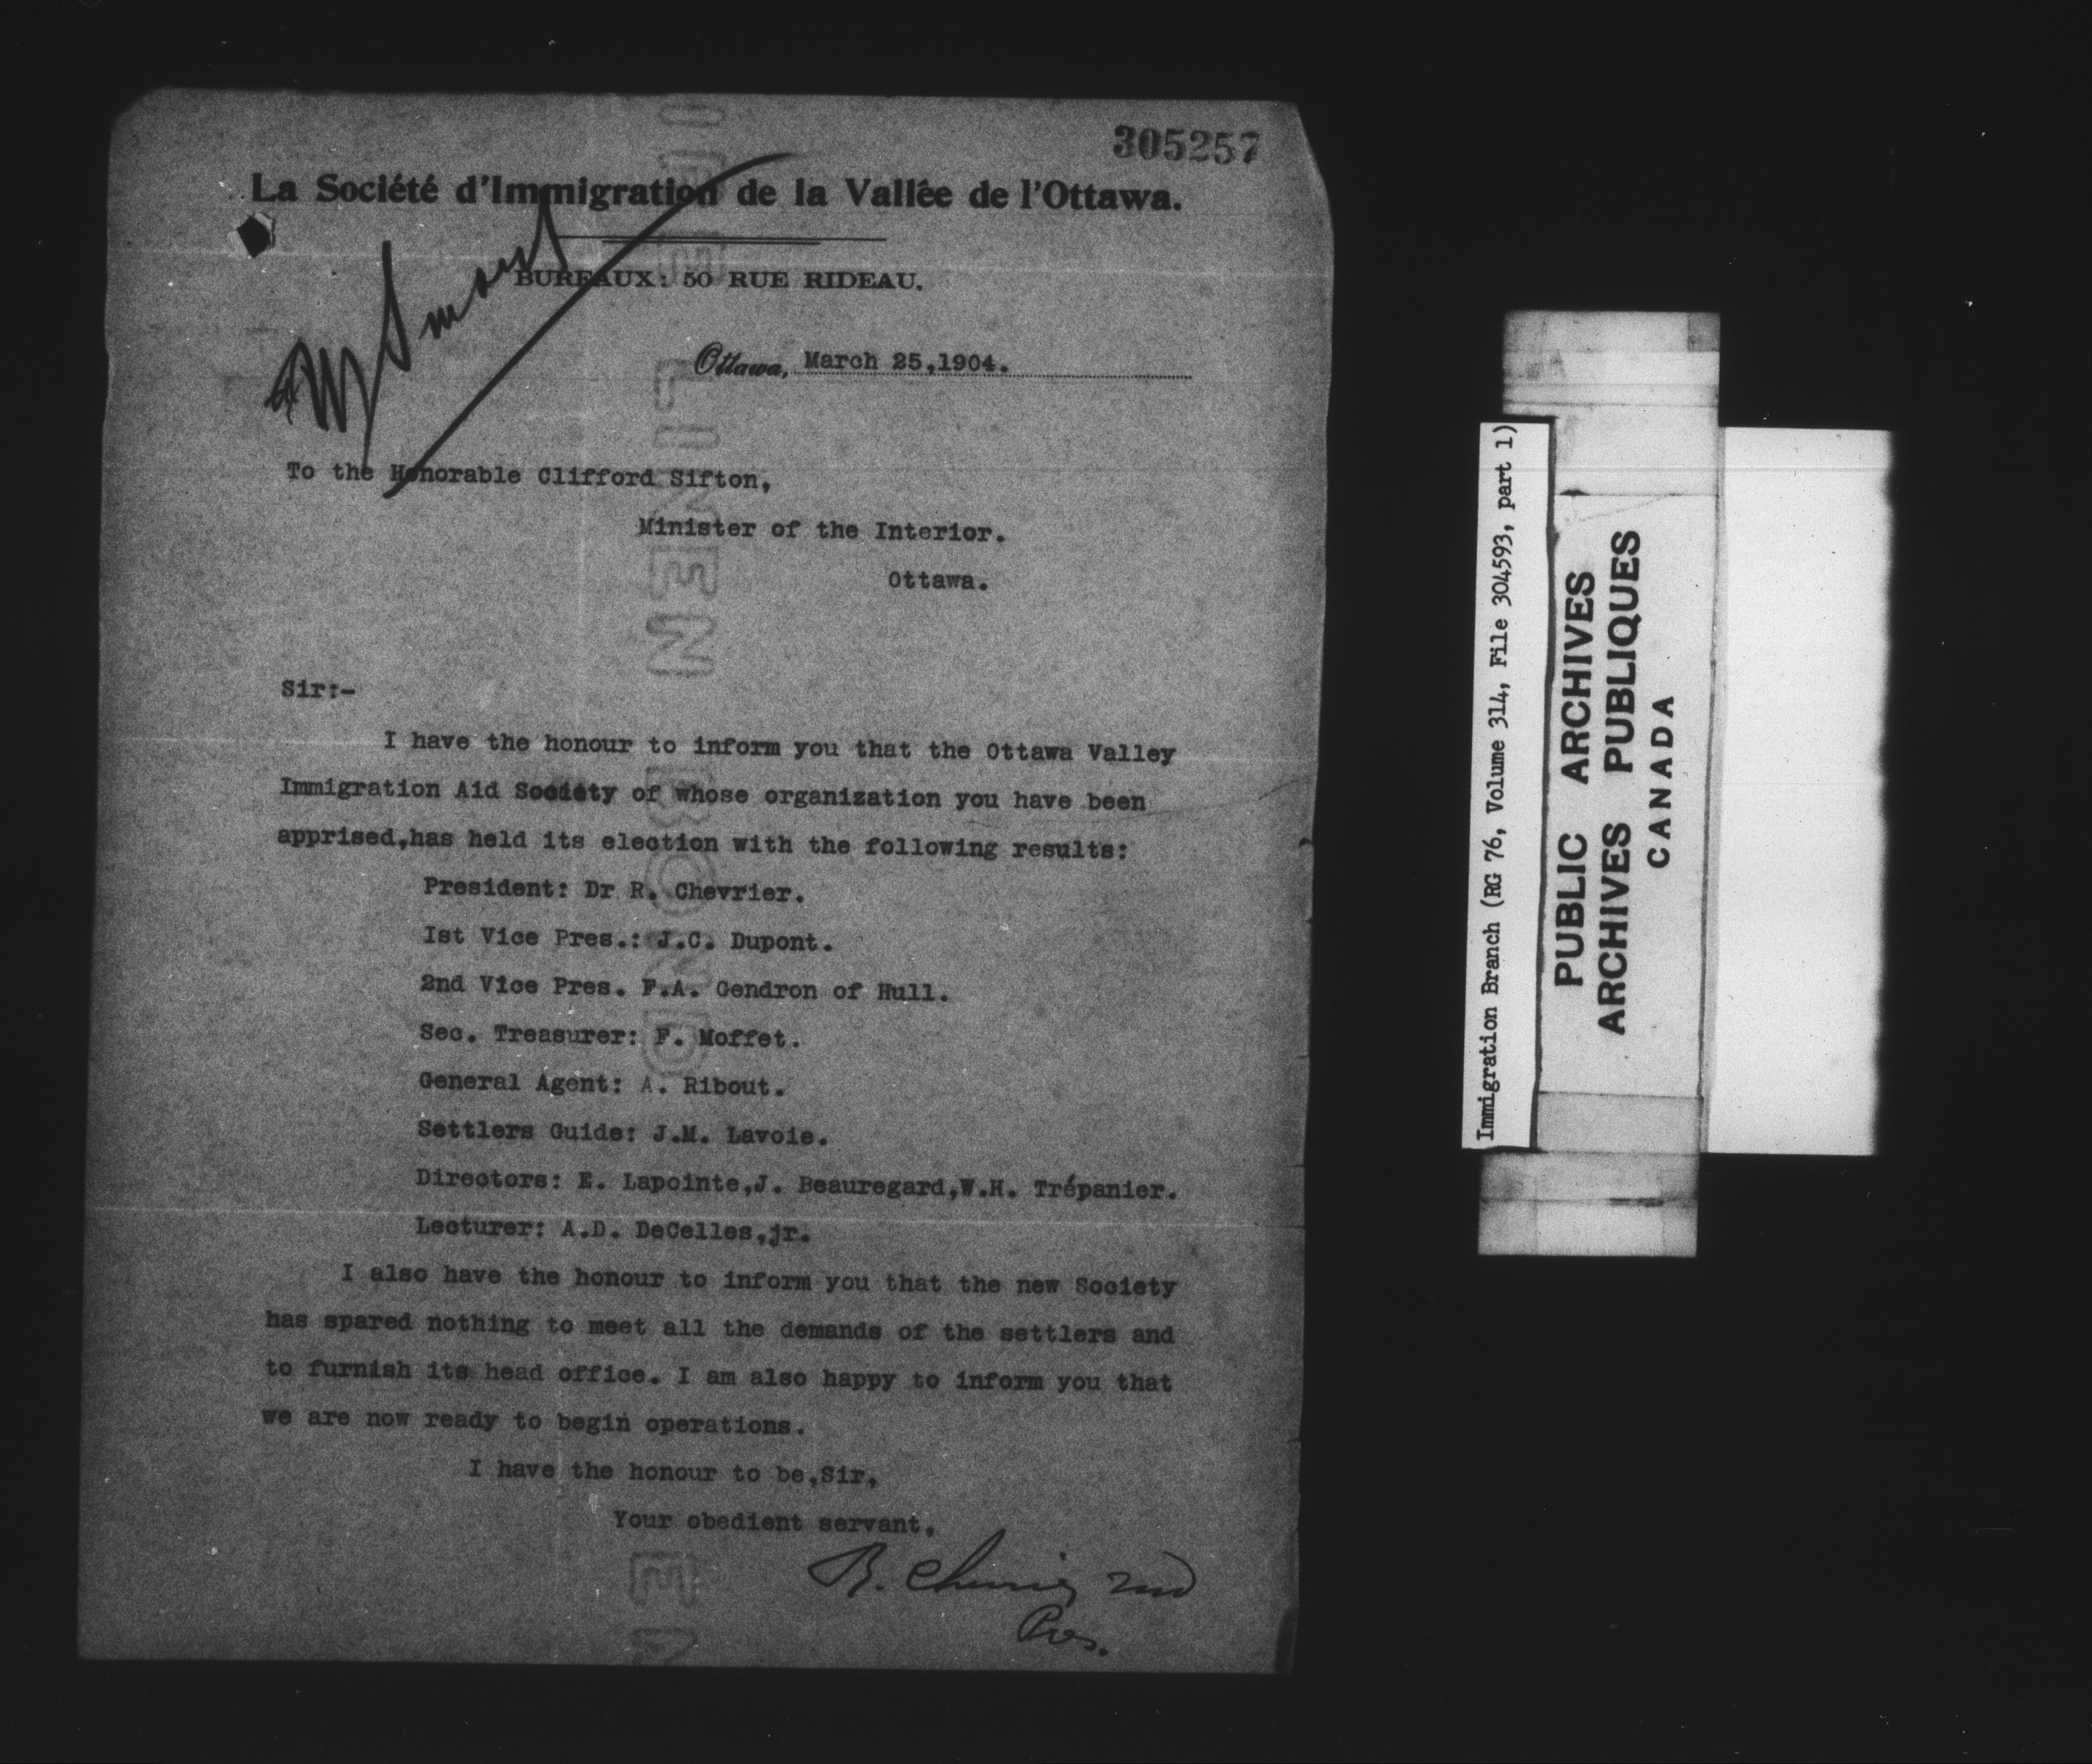 305257
La Société d'Immigration de la Vallée de l'Ottawa.
Mr Smart
BUREAUX: 50 RUE RIDEAU.
Ottawa, March 25,1904.
To the Honorable Clifford Sifton,
Minister of the Interior.
Ottawa.
Sir:-
I have the honour to inform you that the Ottawa Valley
Immigration Aid Society of whose organization you have been
apprised,has held its election with the following results:
President: Dr R. Chevrier.
Ist Vice Pres.: J.C. Dupont.
2nd Vice Pres. F.A. Gendron of Hull.
Sec. Treasurer: F. Moffet.
General Agent: A. Ribout.
Settlers Guide: J.M. Lavoie.
Directors: E. Lapointe,J. Beauregard,W.H. Trépanier.
Lecturer: A.D. DeCelles,jr.
I also have the honour to inform you that the new Society
has spared nothing to meet all the demands of the settlers and
to furnish its head office. I am also happy to inform you that
we are now ready to begin operations.
I have the honour to be,Sir,
Your obedient servant,
R. Chevrier MD
Pres.
Immigration Branch (RG 76, Volume 314, File 304593, part 1)
PUBLIC ARCHIVES
ARCHIVES PUBLIQUES
CANADA